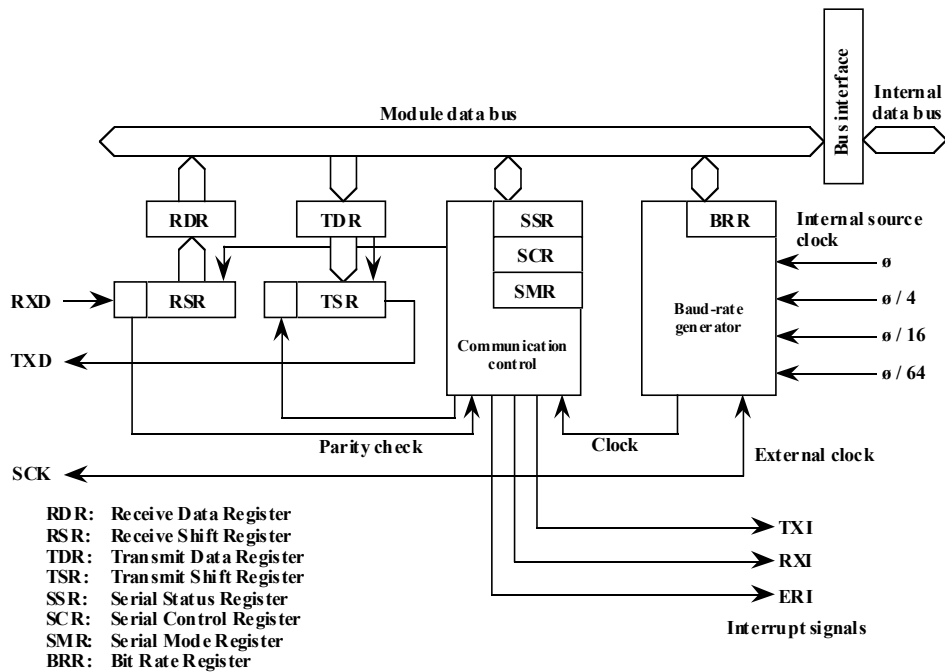 Bus interface
Internal
data bus
Module data bus
RDR
TDR
SSR
BRR
Internal source
clock
SCR
ø
RXD
RSR
TSR
SMR
ø / 4
Baud-rate
generator
ø / 16
Communication
control
TXD
ø / 64
Parity check
Clock
External clock
SCK
RDR: Receive Data Register
RSR: Receive Shift Register
TDR: Transmit Data Register
TSR: Transmit Shift Register
SSR: Serial Status Register
SCR: Serial Control Register
SMR: Serial Mode Register
BRR: Bit Rate Register
TXI
RXI
ERI
Interrupt signals